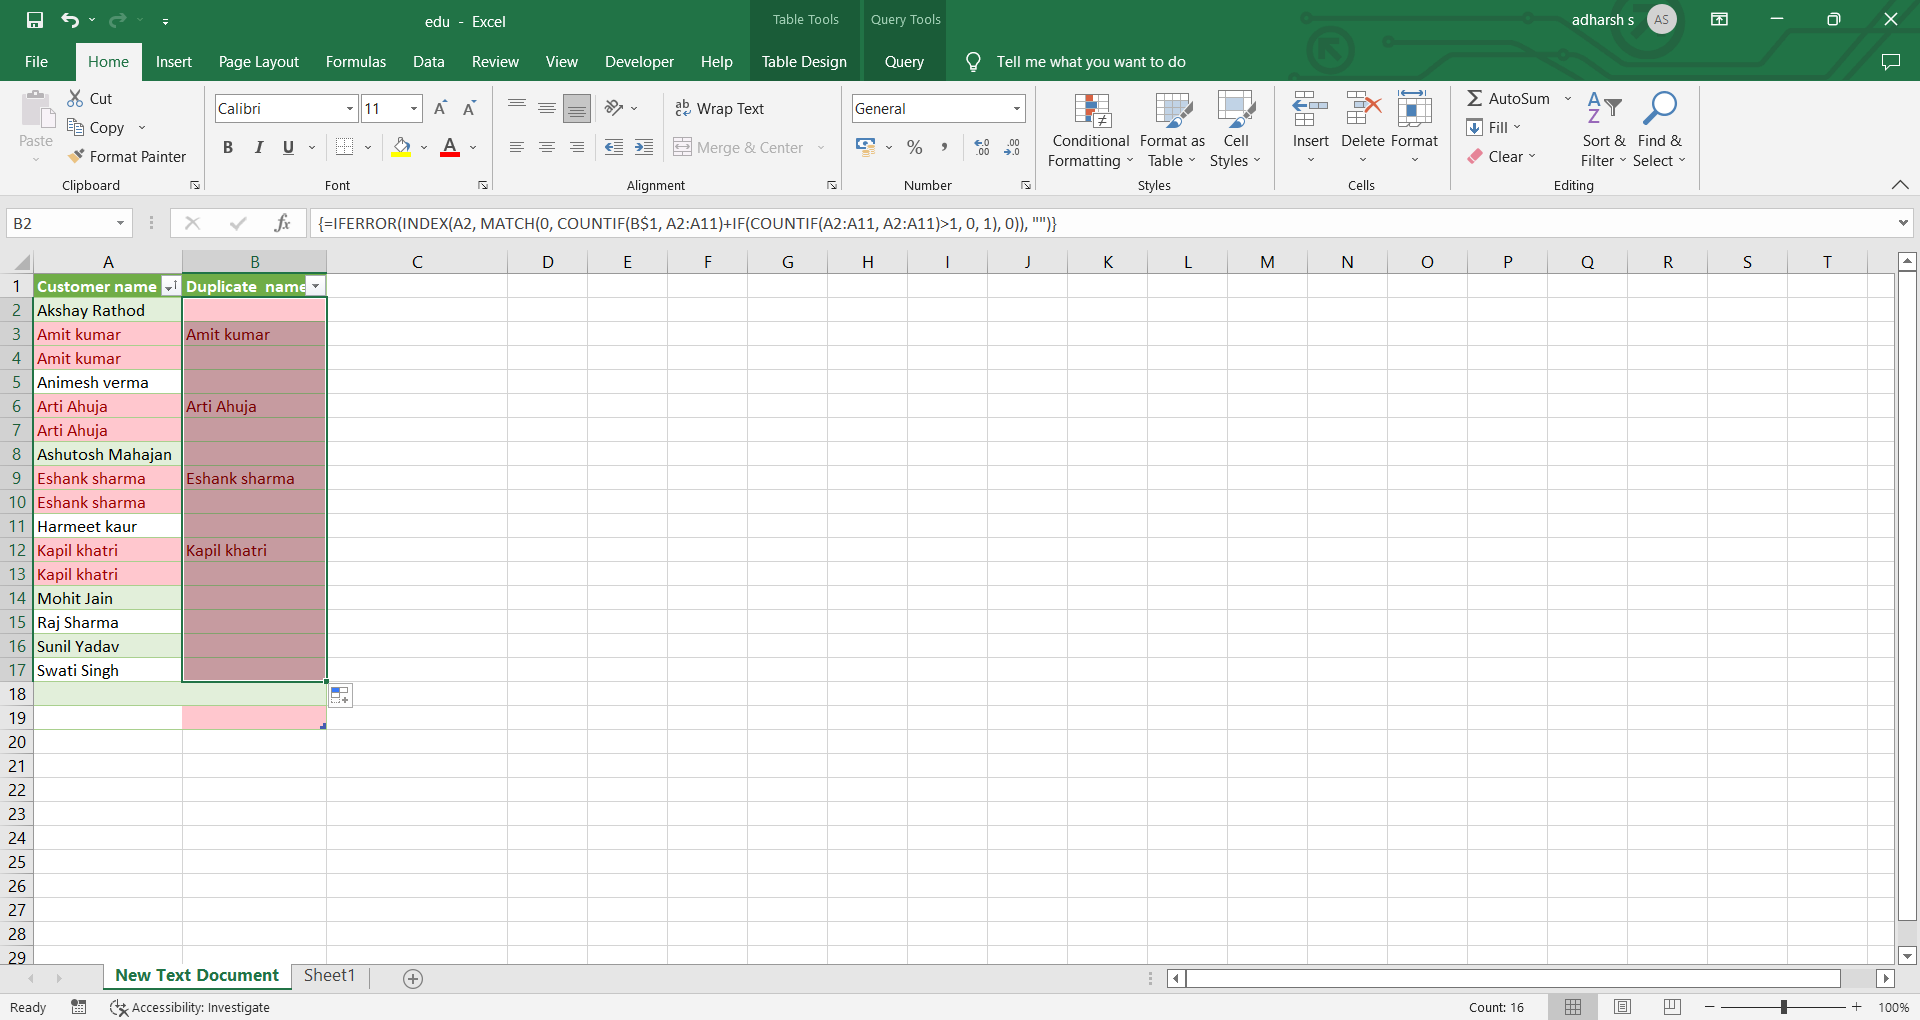 edu - Excel
Table Tools
Query Tools
adharsh s
AS
File
Home
Insert
Page Layout
Formulas
Data
Review
View
Developer
Help
Table Design
Query
Tell me what you want to do
Paste
Cut
Copy
Format Painter
Clipboard
Calibri
11
A A
B I U
A
Font
ab Wrap Text
Merge & Center
Alignment
General
% ,
.00
.00
Number
Conditional Formatting
Format as Table
Cell Styles
Styles
Insert
Delete
Format
Cells
AutoSum
Fill
Clear
Sort & Filter
Find & Select
Editing
B2
fx
{=IFERROR(INDEX(A2, MATCH(0, COUNTIF(B$1, A2:A11)+IF(COUNTIF(A2:A11, A2:A11)>1, 0, 1), 0)), "")}
A B C D E F G H I J K L M N O P Q R S T
1 Customer name Duplicate name
2 Akshay Rathod
3 Amit kumar Amit kumar
4 Amit kumar
5 Animesh verma
6 Arti Ahuja Arti Ahuja
7 Arti Ahuja
8 Ashutosh Mahajan
9 Eshank sharma Eshank sharma
10 Eshank sharma
11 Harmeet kaur
12 Kapil khatri Kapil khatri
13 Kapil khatri
14 Mohit Jain
15 Raj Sharma
16 Sunil Yadav
17 Swati Singh
18
19
20
21
22
23
24
25
26
27
28
29
New Text Document
Sheet1
Ready
Accessibility: Investigate
Count: 16
100%